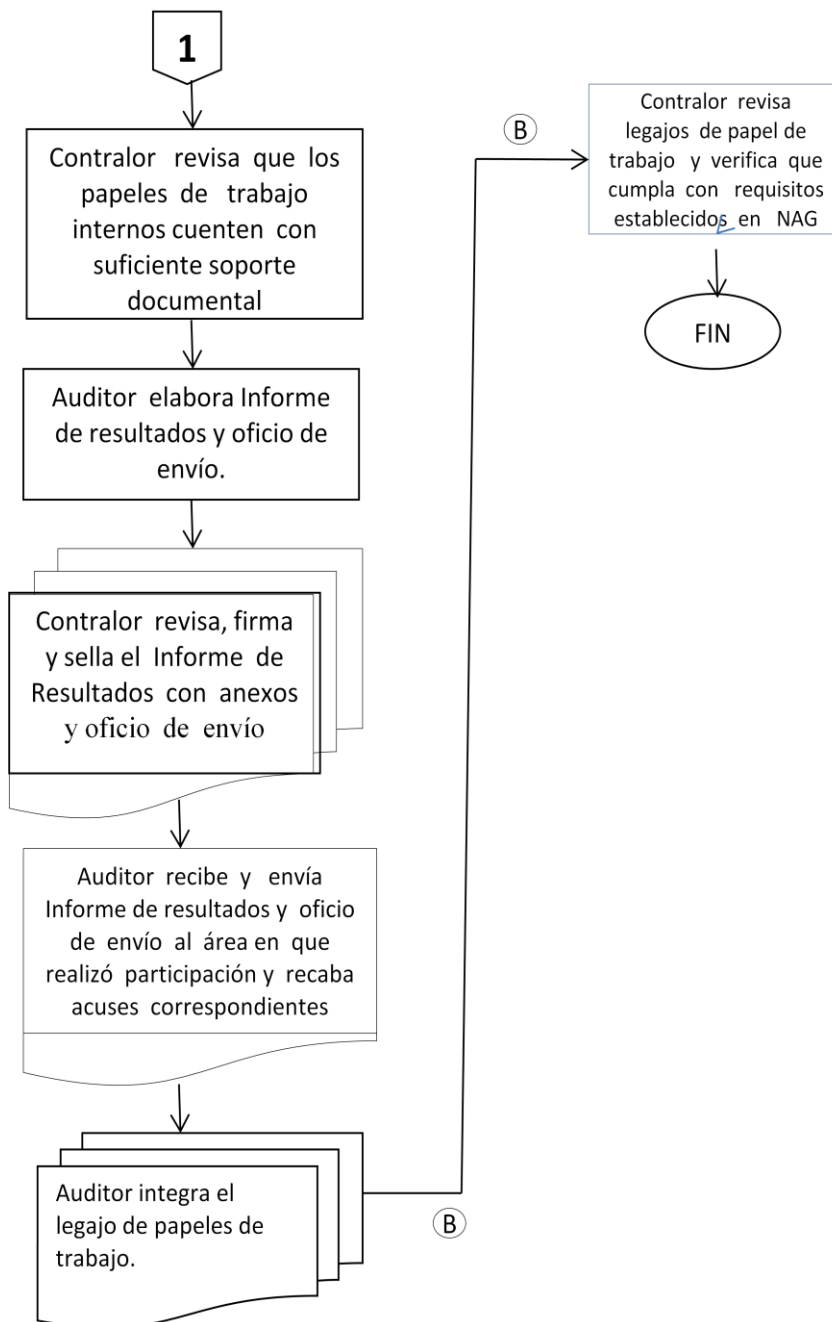 1
Contralor revisa que los
papeles de trabajo
internos cuenten con
suficiente soporte
documental
Auditor elabora Informe
de resultados y oficio de
envío.
Contralor revisa, firma
y sella el Informe de
Resultados con anexos
y oficio de envío
Auditor recibe y envía
Informe de resultados y oficio
de envío al área en que
realizó participación y recaba
acuses correspondientes
Auditor integra el
legajo de papeles de
trabajo.
B
B
Contralor revisa
legajos de papel de
trabajo y verifica que
cumpla con requisitos
establecidos en NAG
FIN